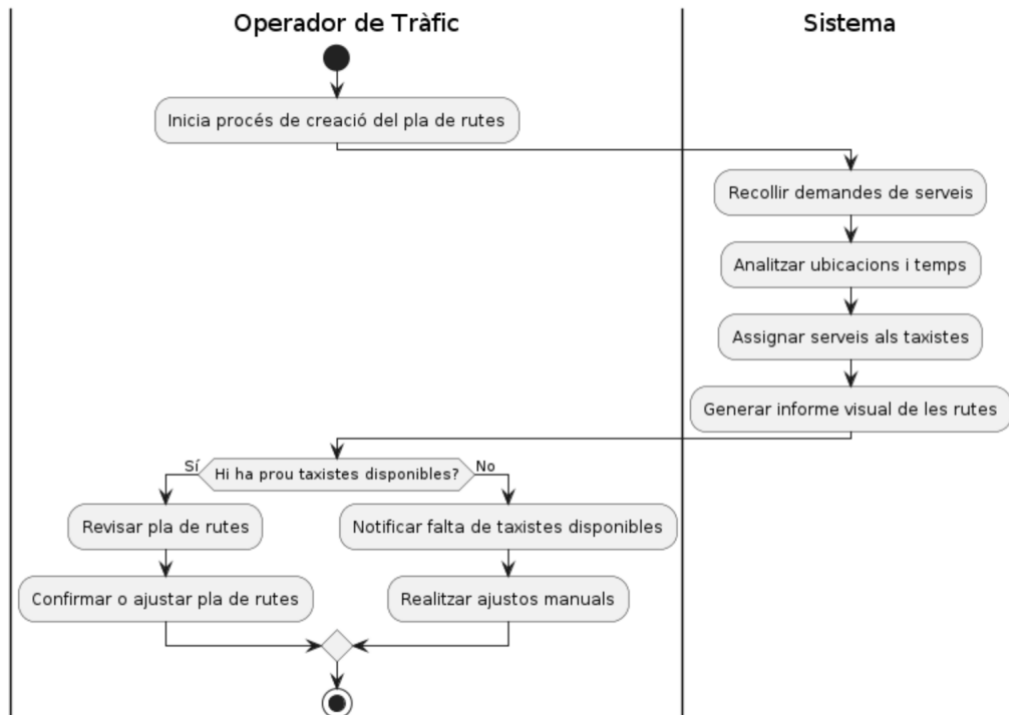 Operador de Tràfic
Sistema
Inicia procés de creació del pla de rutes
Recollir demandes de serveis
Analitzar ubicacions i temps
Assignar serveis als taxistes
Generar informe visual de les rutes
Sí
Hi ha prou taxistes disponibles?
No
Revisar pla de rutes
Notificar falta de taxistes disponibles
Confirmar o ajustar pla de rutes
Realitzar ajustos manuals